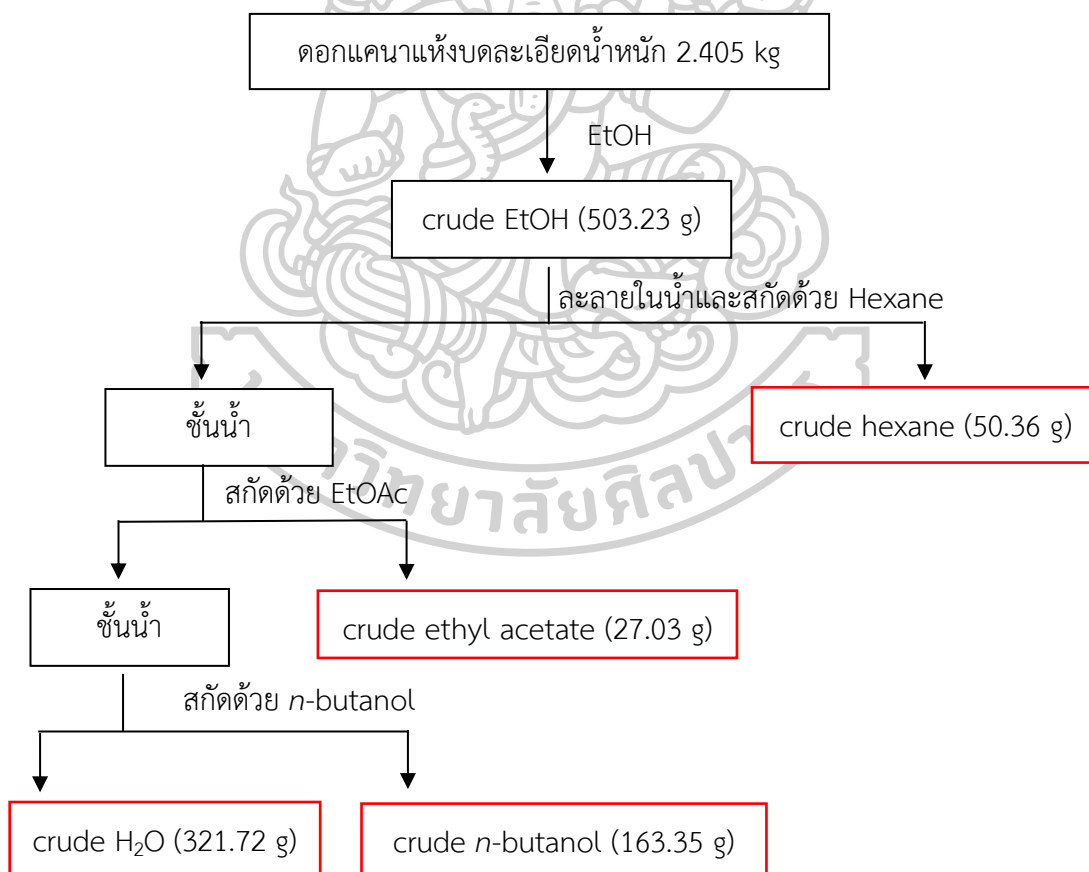 ดอกแคนาแห้งบดละเอียดน้ำหนัก 2.405 kg
EtOH
crude EtOH (503.23 g)
ละลายในน้ำและสกัดด้วย Hexane
ชั้นน้ำ
crude hexane (50.36 g)
สกัดด้วย EtOAc
ชั้นน้ำ
crude ethyl acetate (27.03 g)
สกัดด้วย n-butanol
crude H₂O (321.72 g)
crude n-butanol (163.35 g)